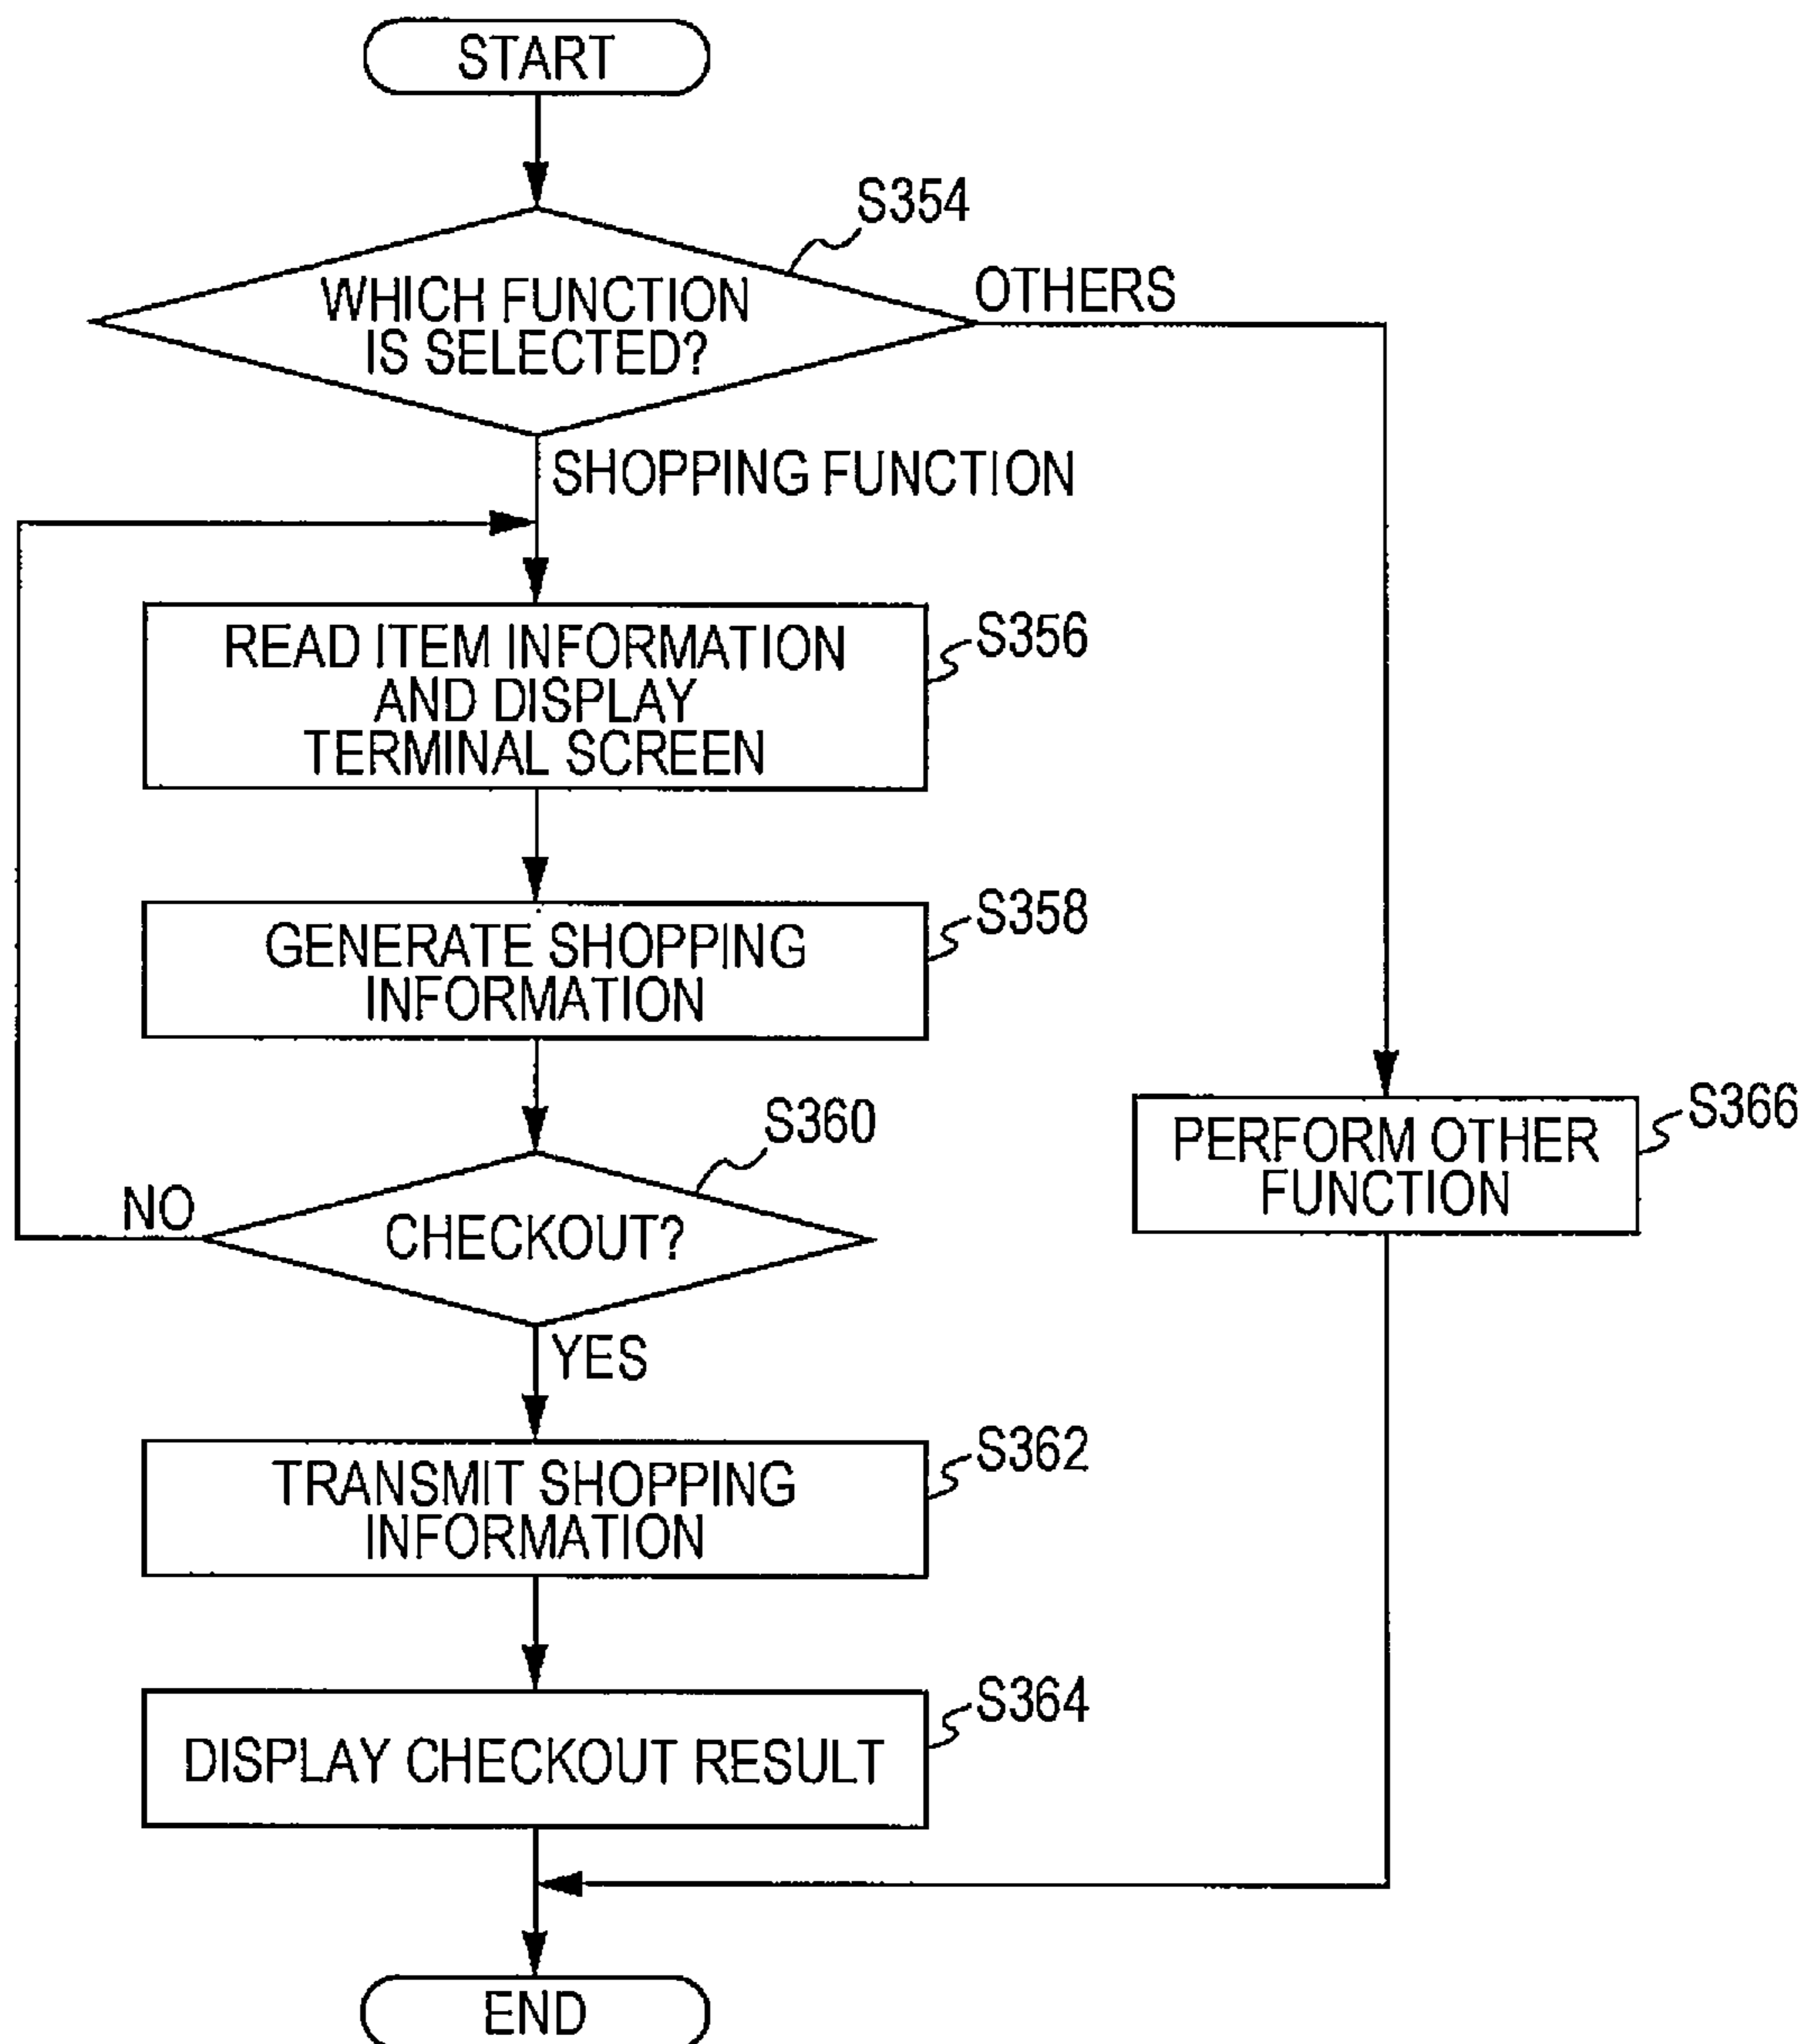 START
S354
WHICH FUNCTION
IS SELECTED?
OTHERS
SHOPPING FUNCTION
READ ITEM INFORMATION
AND DISPLAY
TERMINAL SCREEN
S356
GENERATE SHOPPING
INFORMATION
S358
S360
CHECKOUT?
NO
YES
PERFORM OTHER
FUNCTION
S366
TRANSMIT SHOPPING
INFORMATION
S362
DISPLAY CHECKOUT RESULT
S364
END